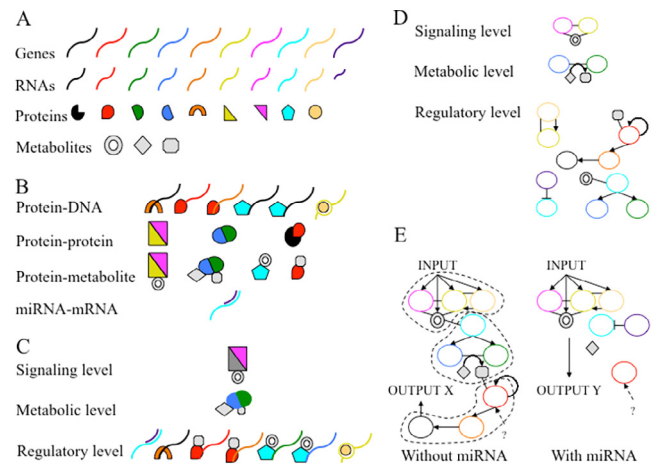 A
Genes
RNAs
Proteins
Metabolites
B
Protein-DNA
Protein-protein
Protein-metabolite
miRNA-mRNA
C
Signaling level
Metabolic level
Regulatory level
D
Signaling level
Metabolic level
Regulatory level
E
INPUT
INPUT
OUTPUT X
OUTPUT Y
?
?
Without miRNA
With miRNA